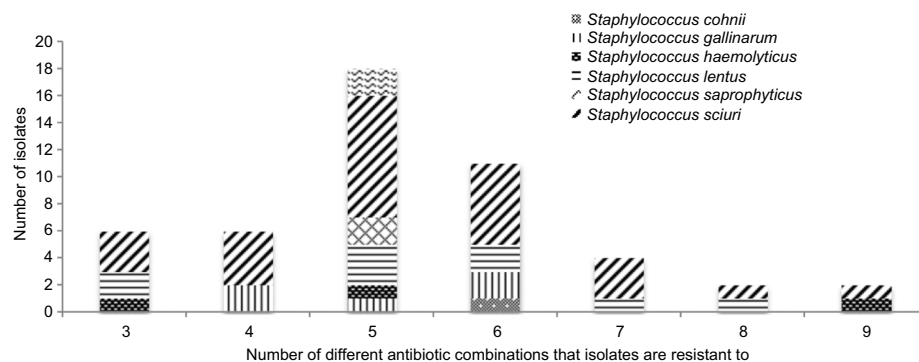 Staphylococcus cohnii
Staphylococcus gallinarum
Staphylococcus haemolyticus
Staphylococcus lentus
Staphylococcus saprophyticus
Staphylococcus sciuri
Number of isolates
20
18
16
14
12
10
8
6
4
2
0
3 4 5 6 7 8 9
Number of different antibiotic combinations that isolates are resistant to